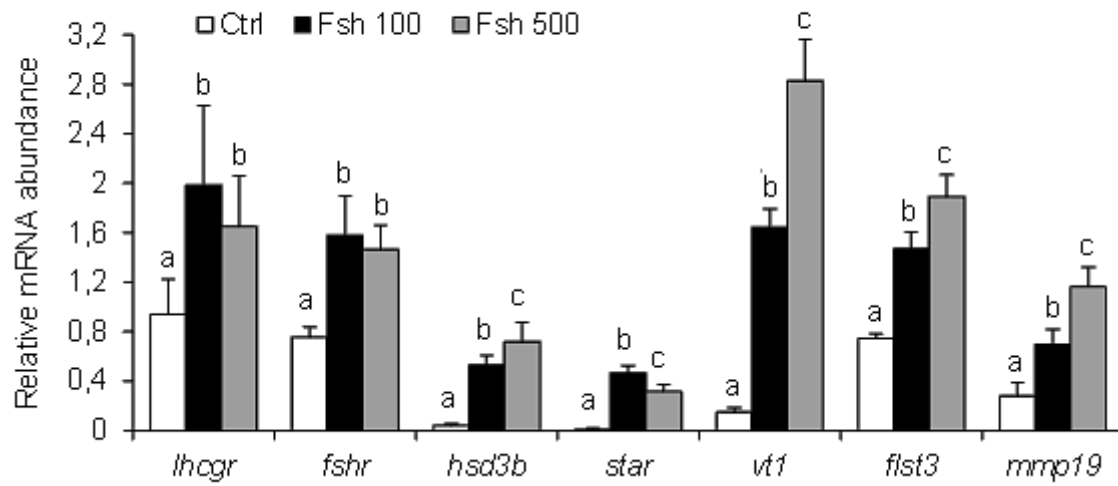 Relative mRNA abundance
Ctrl Fsh 100 Fsh 500
3,2
2,8
2,4
2
1,6
1,2
0,8
0,4
0
a b b
a b b
a b c
a b c
a b c
a b c
a b c
lhcgr fshr hsd3b star vt1 flst3 mmp19